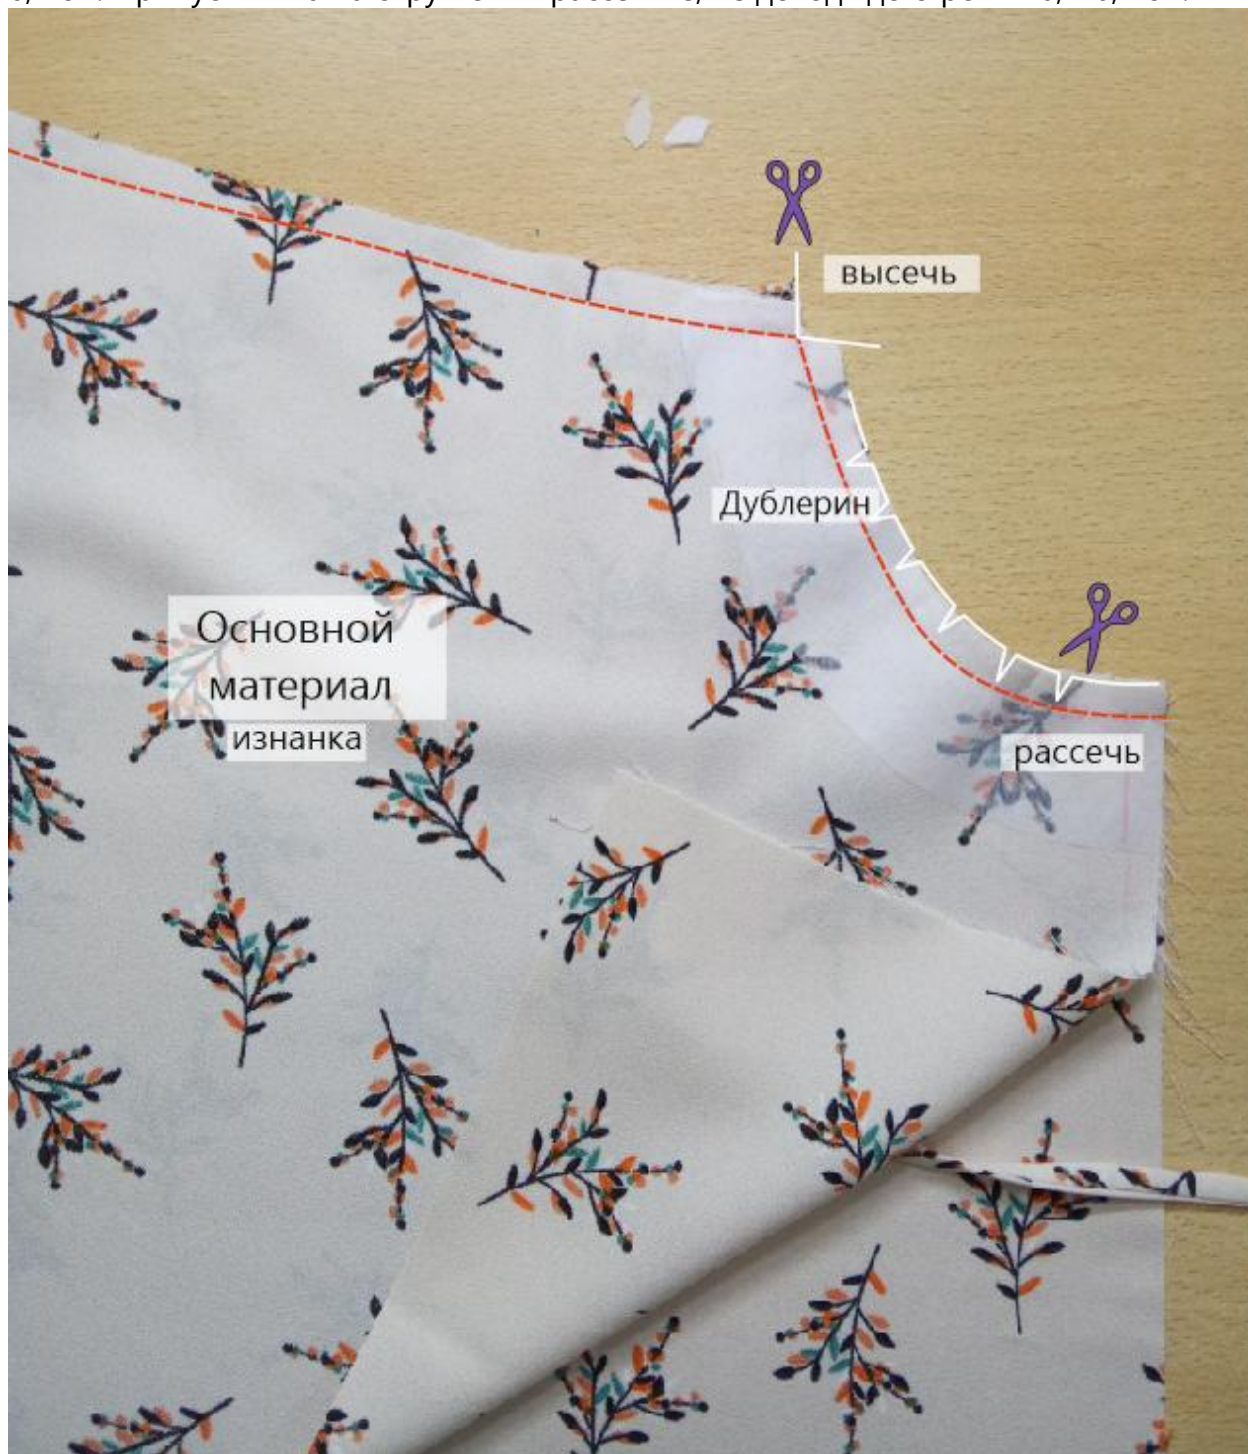 высечь
Дублерин
Основной
материал
изнанка
рассечь